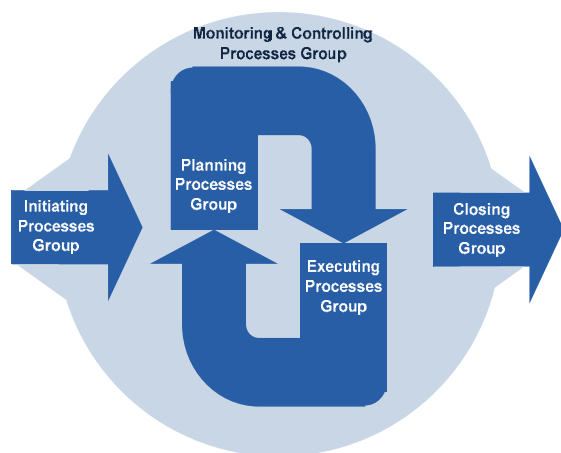 Monitoring & Controlling
Processes Group
Planning
Processes
Group
Initiating
Processes
Group
Closing
Processes
Group
Executing
Processes
Group